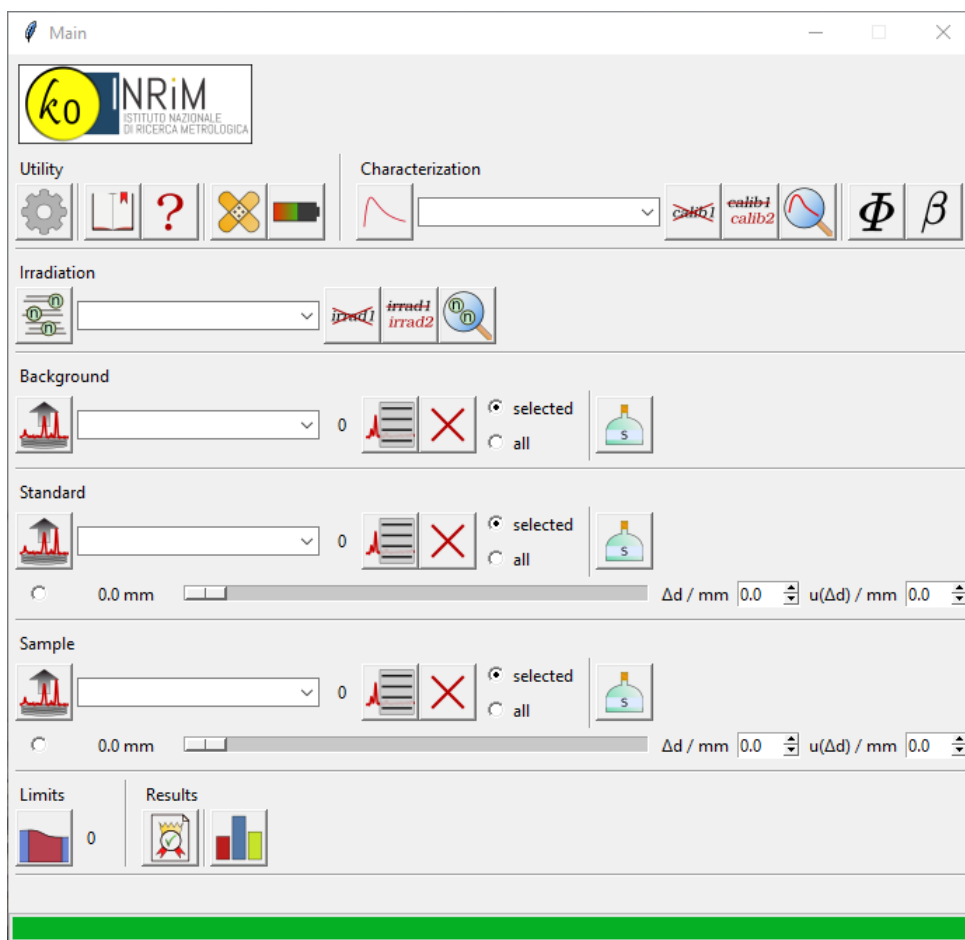 Main
k0 INRiM
ISTITUTO NAZIONALE
DI RICERCA METROLOGICA
Utility
Characterization
?
calib1
calib1
calib2
Φ
β
Irradiation
n
n
n
irrad1
irrad1
irrad2
n
n
Background
0
selected
all
S
Standard
0
selected
all
S
0.0 mm
Δd / mm 0.0 u(Δd) / mm 0.0
Sample
0
selected
all
S
0.0 mm
Δd / mm 0.0 u(Δd) / mm 0.0
Limits
Results
0